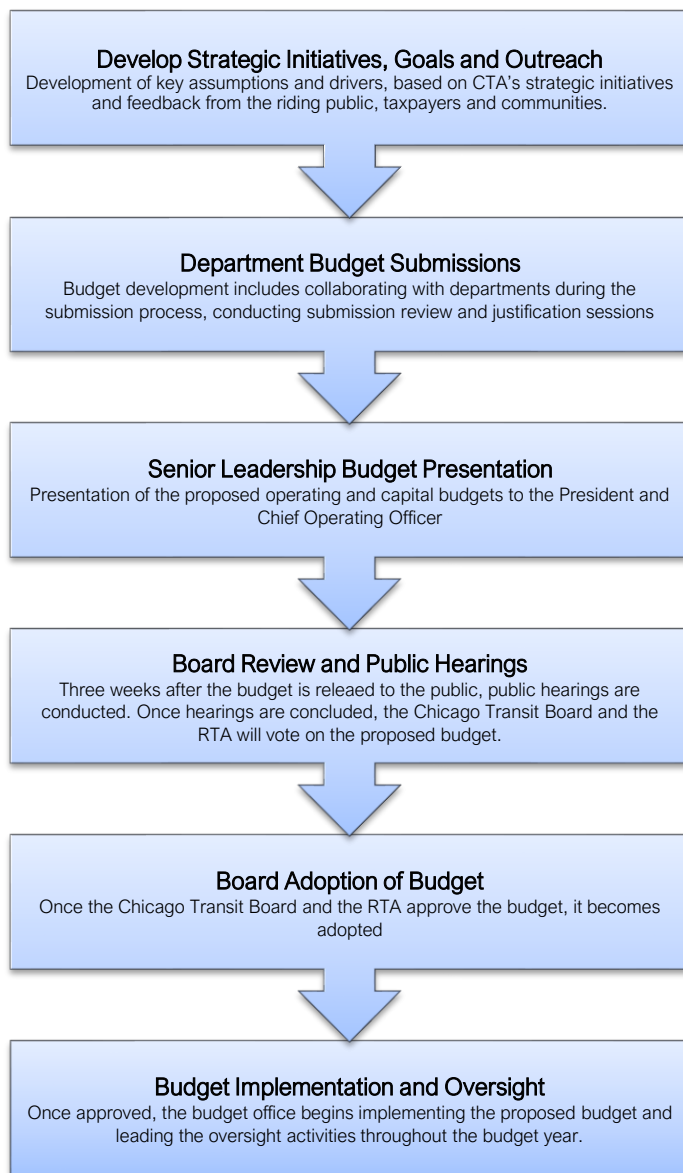 Develop Strategic Initiatives, Goals and Outreach
Development of key assumptions and drivers, based on CTA's strategic initiatives
and feedback from the riding public, taxpayers and communities.
Department Budget Submissions
Budget development includes collaborating with departments during the
submission process, conducting submission review and justification sessions
Senior Leadership Budget Presentation
Presentation of the proposed operating and capital budgets to the President and
Chief Operating Officer
Board Review and Public Hearings
Three weeks after the budget is releaed to the public, public hearings are
conducted. Once hearings are concluded, the Chicago Transit Board and the
RTA will vote on the proposed budget.
Board Adoption of Budget
Once the Chicago Transit Board and the RTA approve the budget, it becomes
adopted
Budget Implementation and Oversight
Once approved, the budget office begins implementing the proposed budget and
leading the oversight activities throughout the budget year.